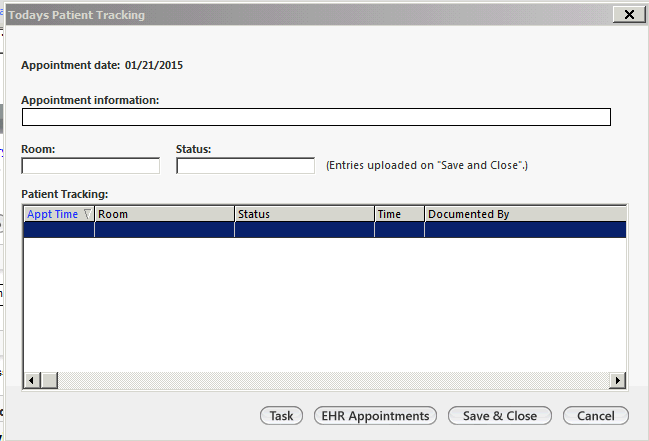 Todays Patient Tracking
Appointment date: 01/21/2015
Appointment information:
Room: Status:
(Entries uploaded on "Save and Close".)
Patient Tracking:
Appt Time Room Status Time Documented By
Task EHR Appointments Save & Close Cancel